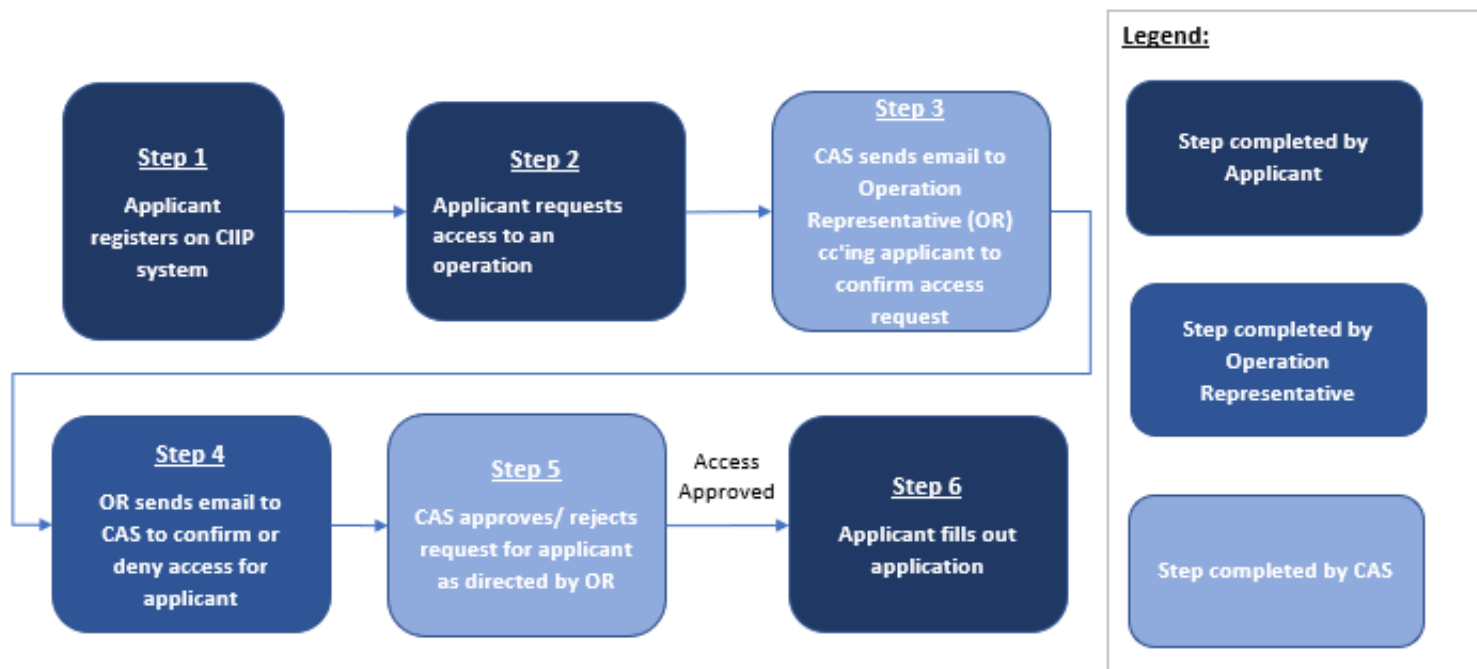 Legend:
Step 1
Applicant
registers on CIIP
system
Step 2
Applicant requests
access to an
operation
Step 3
CAS sends email to
Operation
Representative (OR)
cc'ing applicant to
confirm access
request
Step completed by
Applicant
Step completed by
Operation
Representative
Step 4
OR sends email to
CAS to confirm or
deny access for
applicant
Step 5
CAS approves/ rejects
request for applicant
as directed by OR
Access
Approved
Step 6
Applicant fills out
application
Step completed by CAS